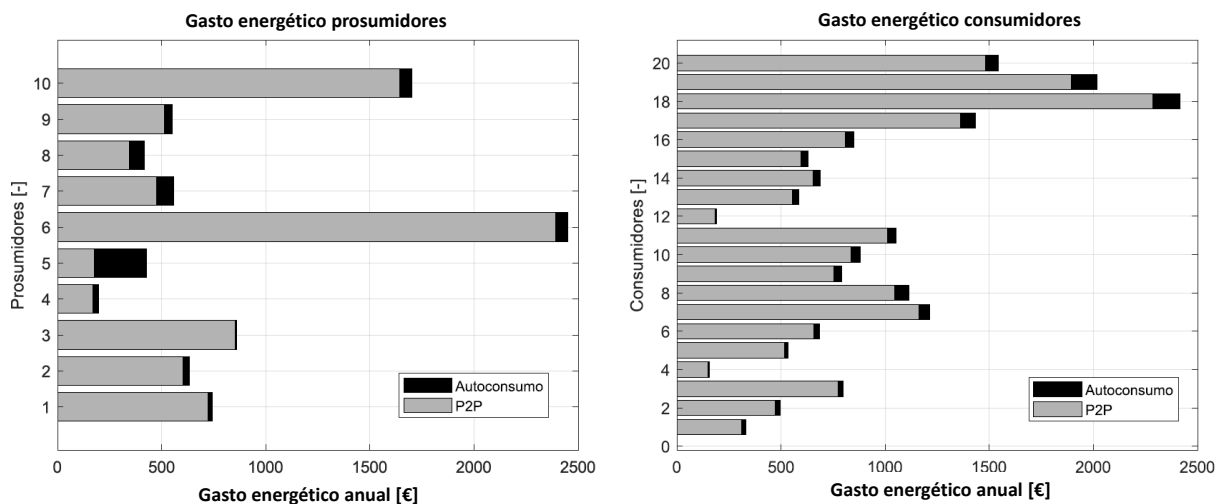 Gasto energético prosumidores
Prosumidores [-]
10
9
8
7
6
5
4
3
2
1
Autoconsumo
P2P
0 500 1000 1500 2000 2500
Gasto energético anual [€]
Gasto energético consumidores
Consumidores [-]
20
18
16
14
12
10
8
6
4
2
0
Autoconsumo
P2P
0 500 1000 1500 2000 2500
Gasto energético anual [€]